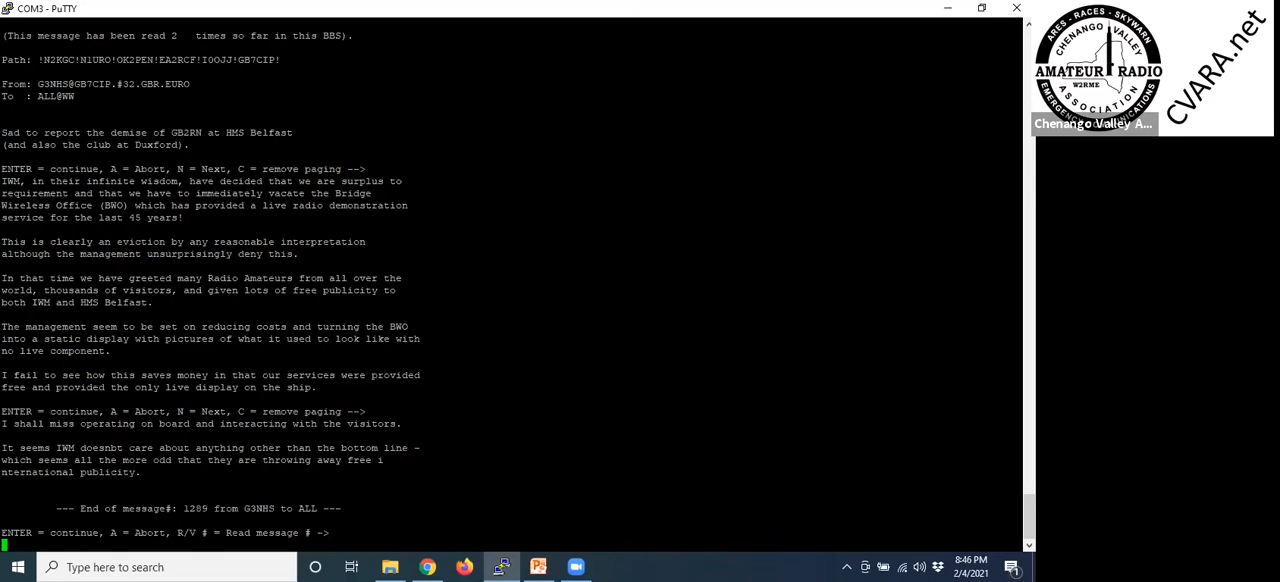 COM3 - PuTTY
(This message has been read 2   times so far in this BBS).
Path: !N2KGC!N1URO!OK2PEN!EA2RCF!I0OJJ!GB7CIP!
From: G3NHS@GB7CIP.#32.GBR.EURO
To  : ALL@WW
Sad to report the demise of GB2RN at HMS Belfast
(and also the club at Duxford).
ENTER = continue, A = Abort, N = Next, C = remove paging -->
IWM, in their infinite wisdom, have decided that we are surplus to
requirement and that we have to immediately vacate the Bridge
Wireless Office (BWO) which has provided a live radio demonstration
service for the last 45 years!
This is clearly an eviction by any reasonable interpretation
although the management unsurprisingly deny this.
In that time we have greeted many Radio Amateurs from all over the
world, thousands of visitors, and given lots of free publicity to
both IWM and HMS Belfast.
The management seem to be set on reducing costs and turning the BWO
into a static display with pictures of what it used to look like with
no live component.
I fail to see how this saves money in that our services were provided
free and provided the only live display on the ship.
ENTER = continue, A = Abort, N = Next, C = remove paging -->
I shall miss operating on board and interacting with the visitors.
It seems IWM doesnbt care about anything other than the bottom line -
which seems all the more odd that they are throwing away free i
nternational publicity.
--- End of message#: 1289 from G3NHS to ALL ---
ENTER = continue, A = Abort, R/V # = Read message # ->
ARES - RACES - SKYWARN
CHENANGO VALLEY
AMATEUR RADIO
W2RME
ASSOCIATION
EMERGENCY COMMUNICATIONS
CVARA.net
Chenango Valley A...
Type here to search
8:46 PM
2/4/2021
1